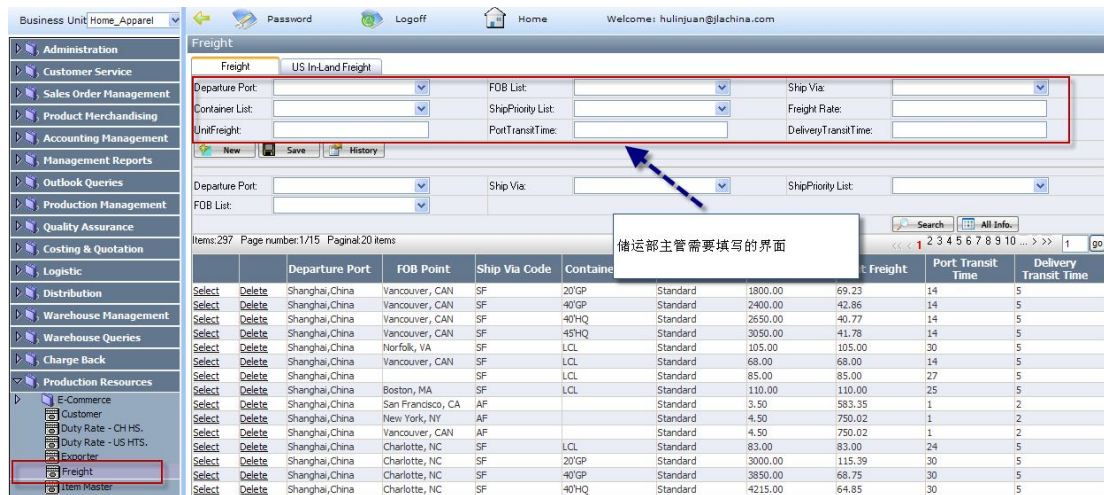 Business Unit Home_Apparel Password Logoff Home Welcome: hulinjuan@jlachina.com
Administration
Customer Service
Sales Order Management
Product Merchandising
Accounting Management
Management Reports
Outlook Queries
Production Management
Quality Assurance
Costing & Quotation
Logistic
Distribution
Warehouse Management
Warehouse Queries
Charge Back
Production Resources
E-Commerce
Customer
Duty Rate - CH HS.
Duty Rate - US HTS.
Exporter
Freight
Item Master
Freight
Freight US In-Land Freight
Departure Port: FOB List: Ship Via:
Container List: ShipPriority List: Freight Rate:
UnitFreight: PortTransitTime: DeliveryTransitTime:
New Save History
Departure Port: Ship Via: ShipPriority List:
FOB List:
储运部主管需要填写的界面
Search All Info.
Items:297 Page number:1/15 Paginal:20 items << < 1 2 3 4 5 6 7 8 9 10 ... > >> 1 go
Departure Port FOB Point Ship Via Code t Freight Port Transit Time Delivery Transit Time
Select Delete Shanghai,China Vancouver, CAN SF 20'GP Standard 1800.00 69.23 14 5
Select Delete Shanghai,China Vancouver, CAN SF 40'GP Standard 2400.00 42.86 14 5
Select Delete Shanghai,China Vancouver, CAN SF 40'HQ Standard 2650.00 40.77 14 5
Select Delete Shanghai,China Vancouver, CAN SF 45'HQ Standard 3050.00 41.78 14 5
Select Delete Shanghai,China Norfolk, VA SF LCL Standard 105.00 105.00 30 5
Select Delete Shanghai,China Vancouver, CAN SF LCL Standard 68.00 68.00 14 5
Select Delete Shanghai,China SF LCL Standard 85.00 85.00 27 5
Select Delete Shanghai,China Boston, MA SF LCL Standard 110.00 110.00 25 5
Select Delete Shanghai,China San Francisco, CA AF Standard 3.50 583.35 1 2
Select Delete Shanghai,China New York, NY AF Standard 4.50 750.02 1 2
Select Delete Shanghai,China Vancouver, CAN AF Standard 4.50 750.02 1 2
Select Delete Shanghai,China Charlotte, NC SF LCL Standard 83.00 83.00 24 5
Select Delete Shanghai,China Charlotte, NC SF 20'GP Standard 3000.00 115.39 30 5
Select Delete Shanghai,China Charlotte, NC SF 40'GP Standard 3850.00 68.75 30 5
Select Delete Shanghai,China Charlotte, NC SF 40'HQ Standard 4215.00 64.85 30 5